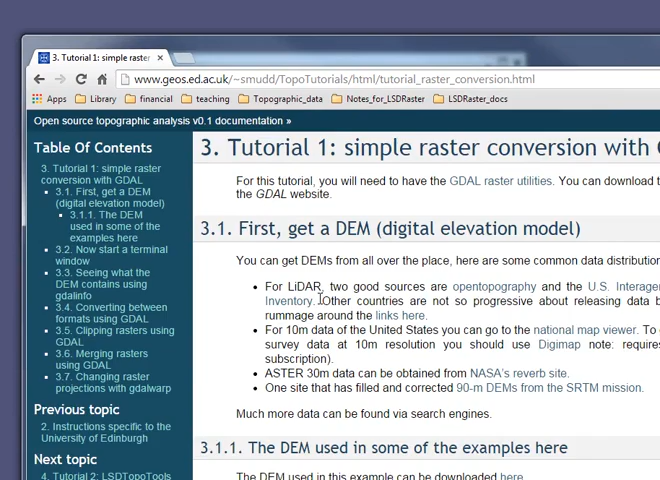 3. Tutorial 1: simple raster
www.geos.ed.ac.uk/~smudd/TopoTutorials/html/tutorial_raster_conversion.html
Apps Library financial teaching Topographic_data Notes_for_LSDRaster LSDRaster_docs
Open source topographic analysis v0.1 documentation »
Table Of Contents
3. Tutorial 1: simple raster
conversion with GDAL
3.1. First, get a DEM
(digital elevation model)
3.1.1. The DEM
used in some of the
examples here
3.2. Now start a terminal
window
3.3. Seeing what the
DEM contains using
gdalinfo
3.4. Converting between
formats using GDAL
3.5. Clipping rasters using
GDAL
3.6. Merging rasters
using GDAL
3.7. Changing raster
projections with gdalwarp
Previous topic
2. Instructions specific to the
University of Edinburgh
Next topic
4. Tutorial 2: LSDTopoTools
3. Tutorial 1: simple raster conversion with
For this tutorial, you will need to have the GDAL raster utilities. You can download
the GDAL website.
3.1. First, get a DEM (digital elevation model)
You can get DEMs from all over the place, here are some common data distribution
• For LiDAR, two good sources are opentopography and the U.S. Interage
Inventory. Other countries are not so progressive about releasing data
rummage around the links here.
• For 10m data of the United States you can go to the national map viewer. To
survey data at 10m resolution you should use Digimap note: requires
subscription).
• ASTER 30m data can be obtained from NASA's reverb site.
• One site that has filled and corrected 90-m DEMs from the SRTM mission.
Much more data can be found via search engines.
3.1.1. The DEM used in some of the examples here
The DEM used in this example can be downloaded here.